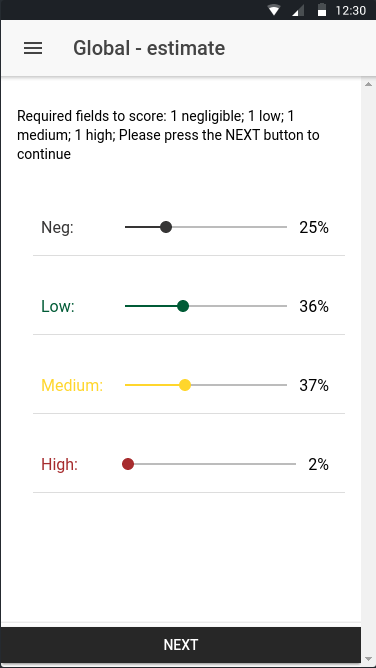 12:30
Global - estimate
Required fields to score: 1 negligible; 1 low; 1
medium; 1 high; Please press the NEXT button to
continue
Neg: 25%
Low: 36%
Medium: 37%
High: 2%
NEXT